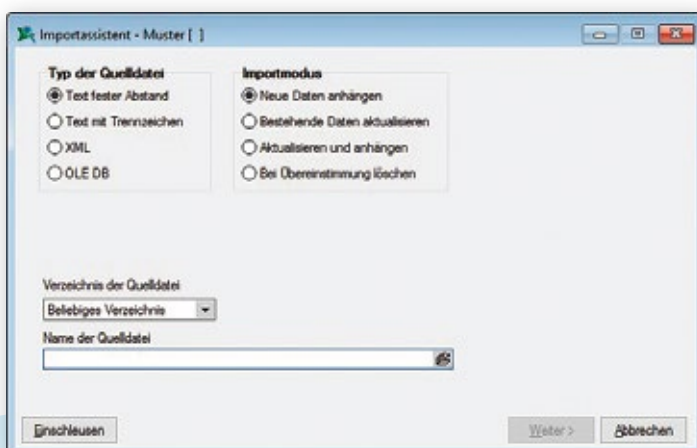 Importassistent - Muster [ ]
Typ der Quelldatei
Text fester Abstand
Text mit Trennzeichen
XML
OLE DB
Importmodus
Neue Daten anhängen
Bestehende Daten aktualisieren
Aktualisieren und anhängen
Bei Übereinstimmung löschen
Verzeichnis der Quelldatei
Beliebiges Verzeichnis
Name der Quelldatei
Einschleusen
Weiter >
Abbrechen